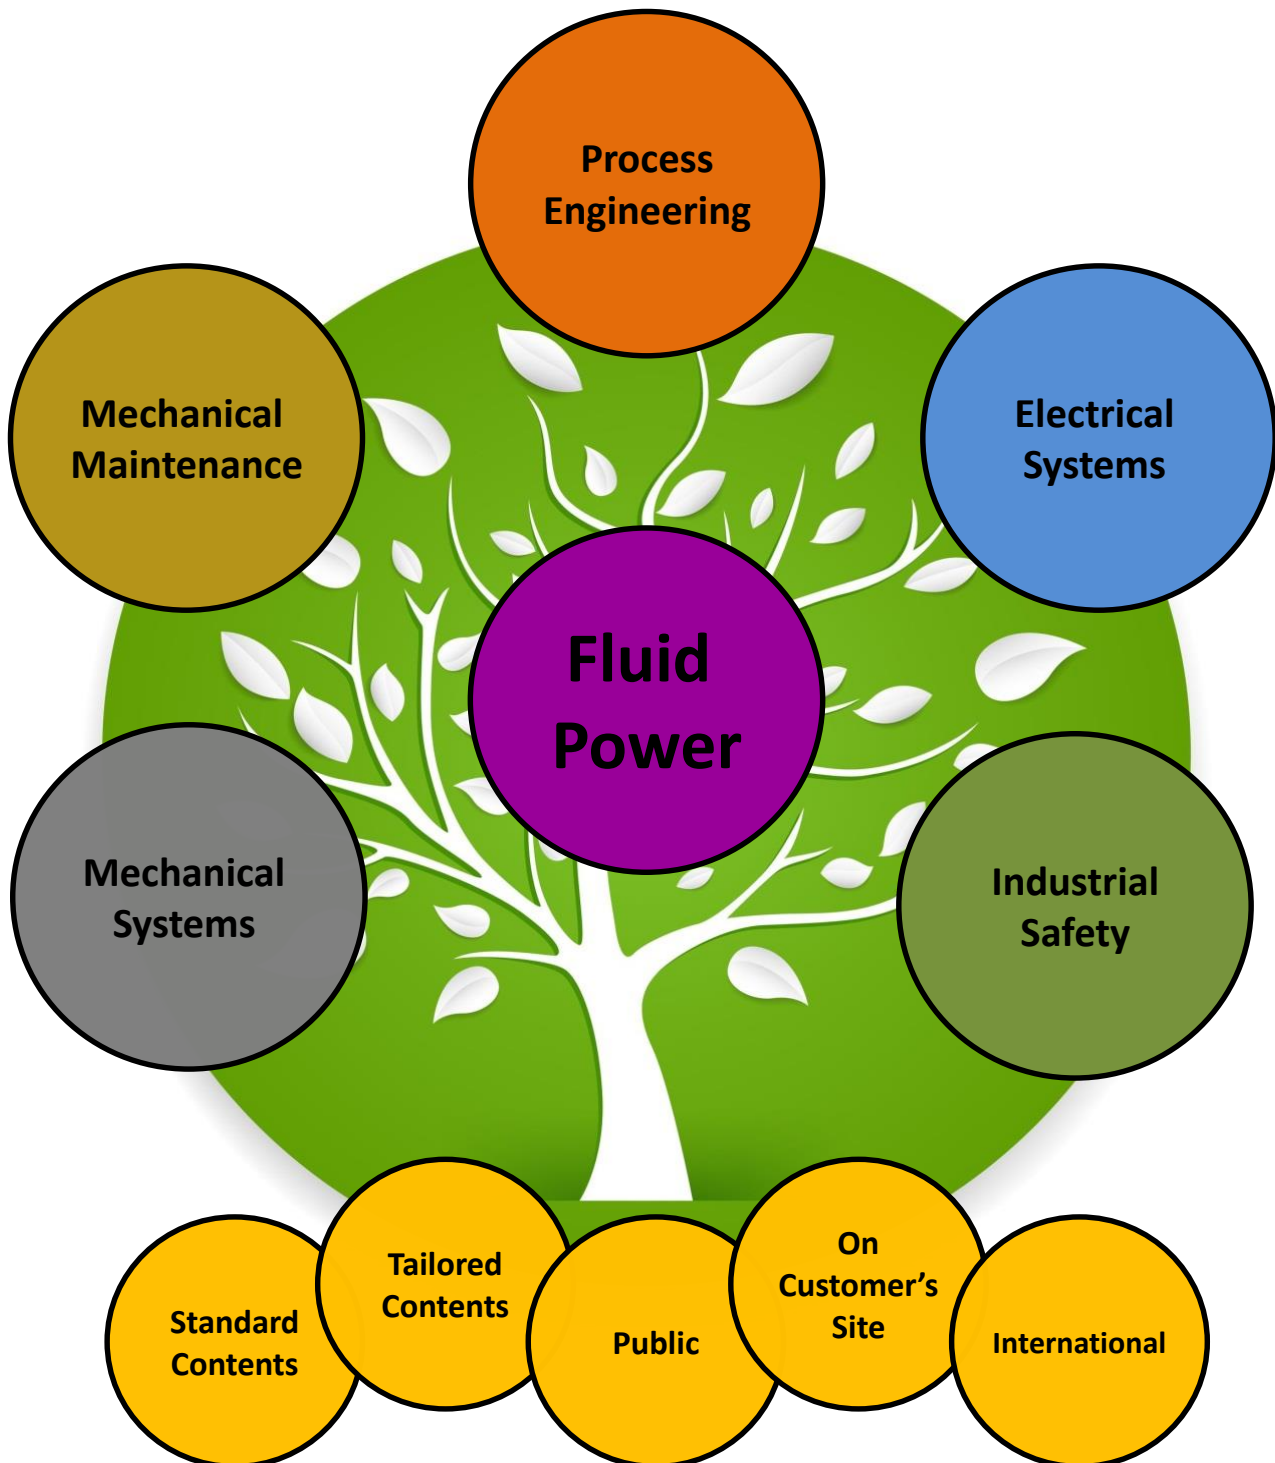 Process
Engineering
Mechanical
Maintenance
Electrical
Systems
Fluid
Power
Mechanical
Systems
Industrial
Safety
Standard
Contents
Tailored
Contents
Public
On
Customer’s
Site
International